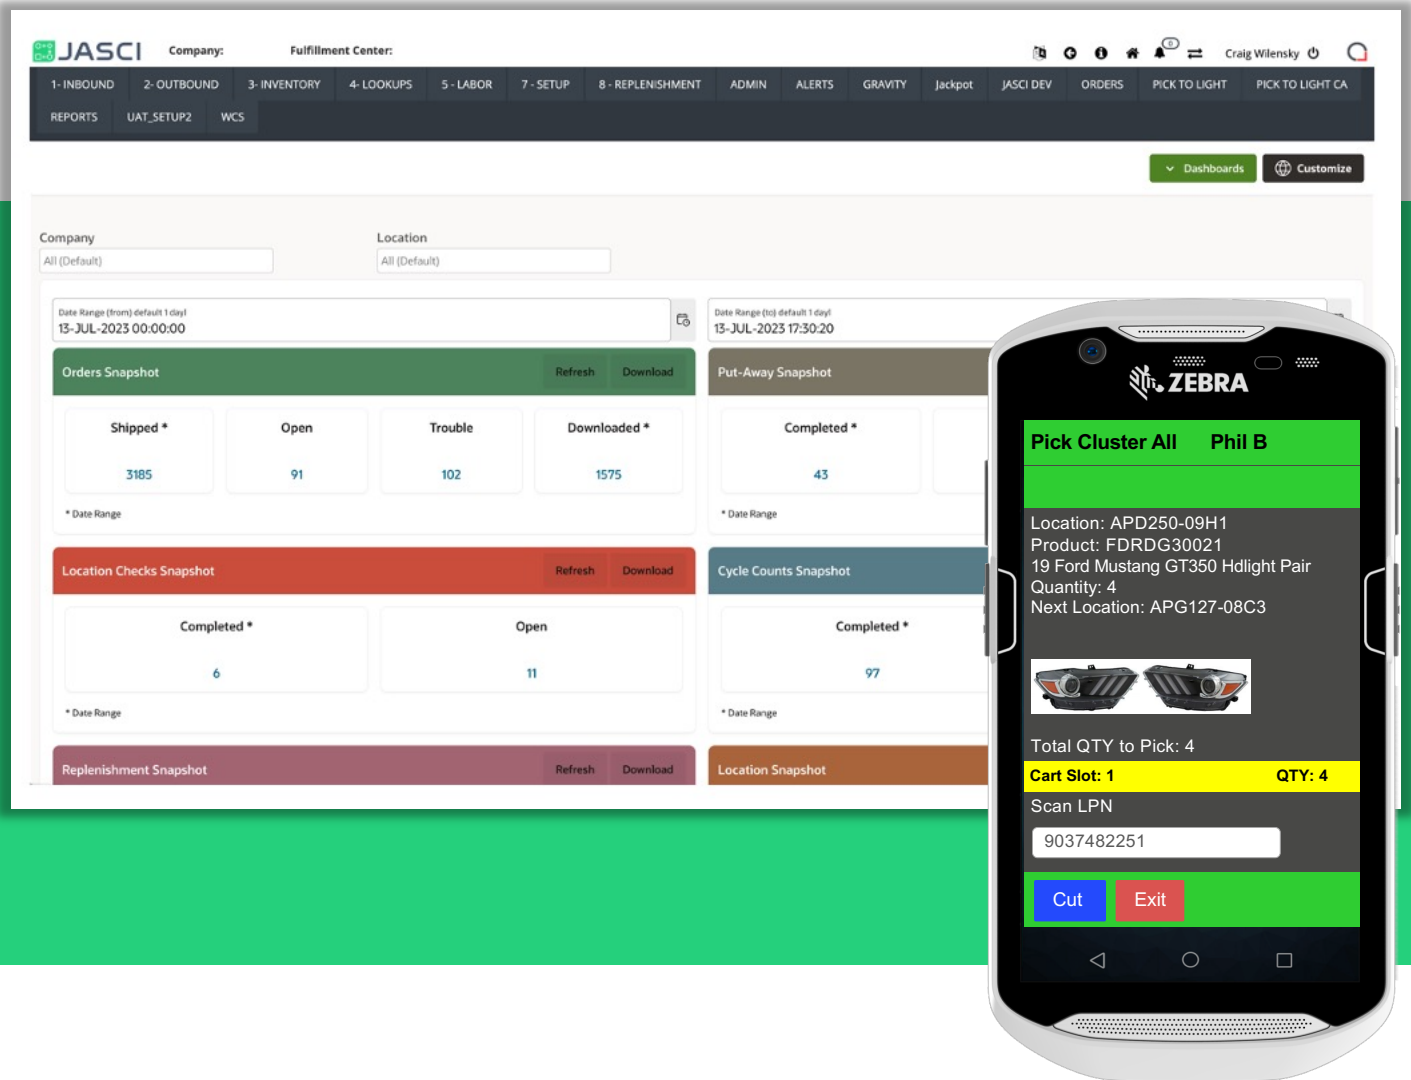 JASCI Company: Fulfillment Center: 0 Craig Wilensky
1- INBOUND 2- OUTBOUND 3- INVENTORY 4- LOOKUPS 5 - LABOR 7 - SETUP 8 - REPLENISHMENT ADMIN ALERTS GRAVITY Jackpot JASCI DEV ORDERS PICK TO LIGHT PICK TO LIGHT CA
REPORTS UAT_SETUP2 WCS
Dashboards Customize
Company Location
All (Default) All (Default)
Date Range (from) default 1 day! Date Range (to) default 1 day!
13-JUL-2023 00:00:00 13-JUL-2023 17:30:20
Orders Snapshot Refresh Download Put-Away Snapshot
Shipped * Open Trouble Downloaded * Completed *
3185 91 102 1575 43
* Date Range * Date Range
Location Checks Snapshot Refresh Download Cycle Counts Snapshot
Completed * Open Completed *
6 11 97
* Date Range * Date Range
Replenishment Snapshot Refresh Download Location Snapshot
ZEBRA
Pick Cluster All Phil B
Location: APD250-09H1
Product: FDRDG30021
19 Ford Mustang GT350 Hdlight Pair
Quantity: 4
Next Location: APG127-08C3
Total QTY to Pick: 4
Cart Slot: 1 QTY: 4
Scan LPN
9037482251
Cut Exit